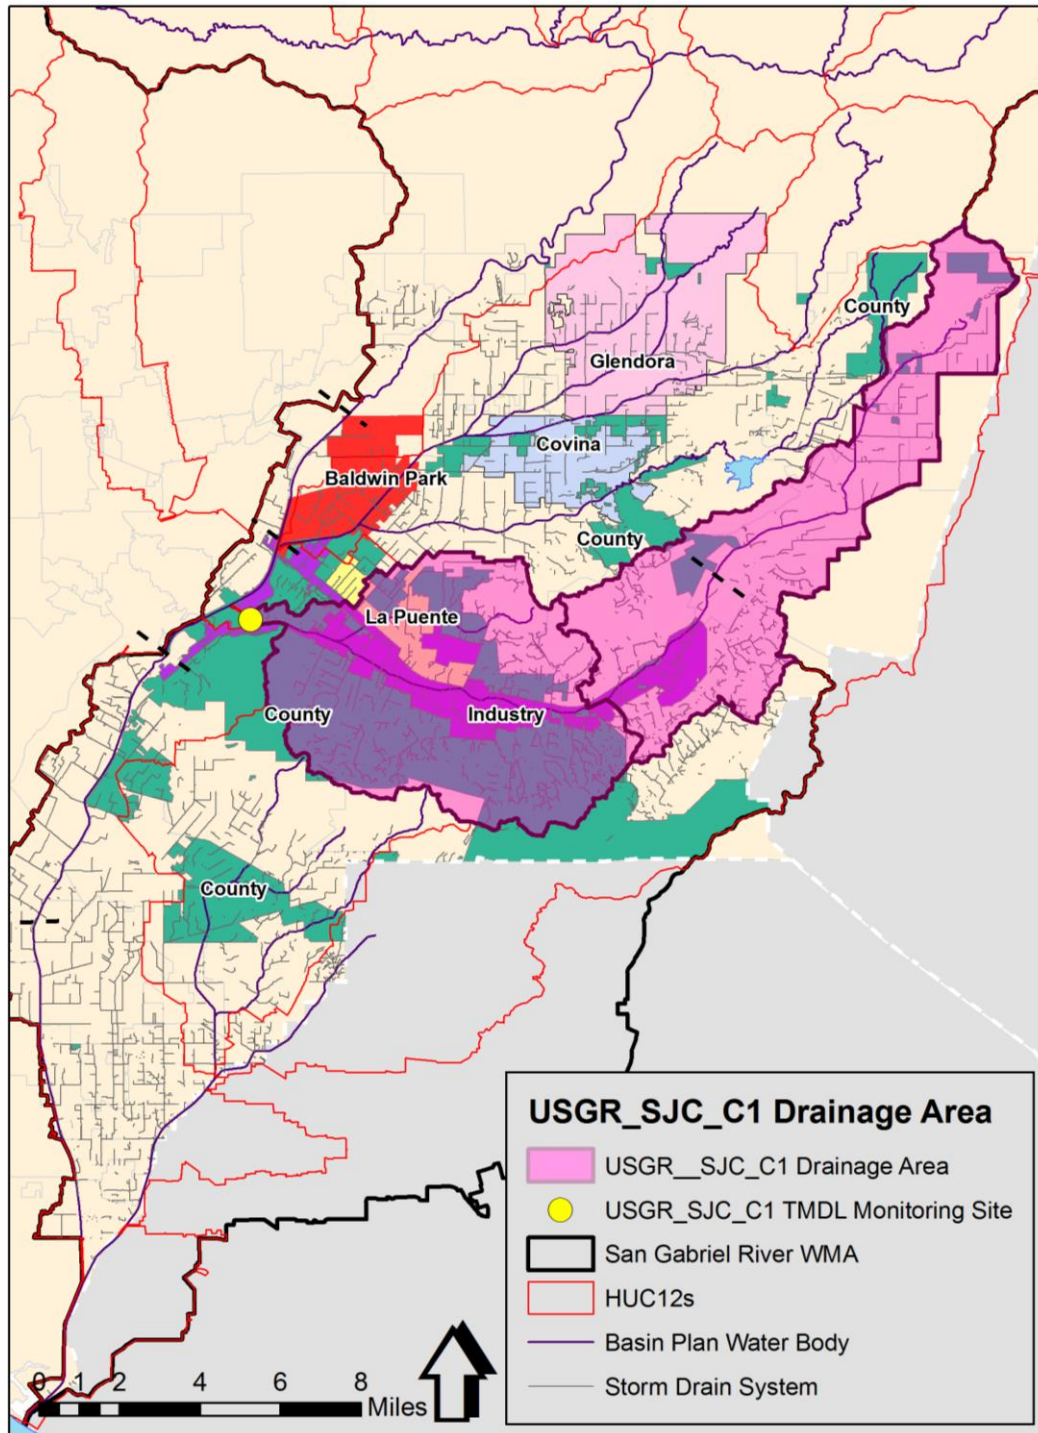 County
Glendora
Covina
Baldwin Park
County
La Puente
County
Industry
County
USGR_SJC_C1 Drainage Area
USGR__SJC_C1 Drainage Area
USGR_SJC_C1 TMDL Monitoring Site
San Gabriel River WMA
HUC12s
Basin Plan Water Body
Storm Drain System
0 1 2 4 6 8
Miles